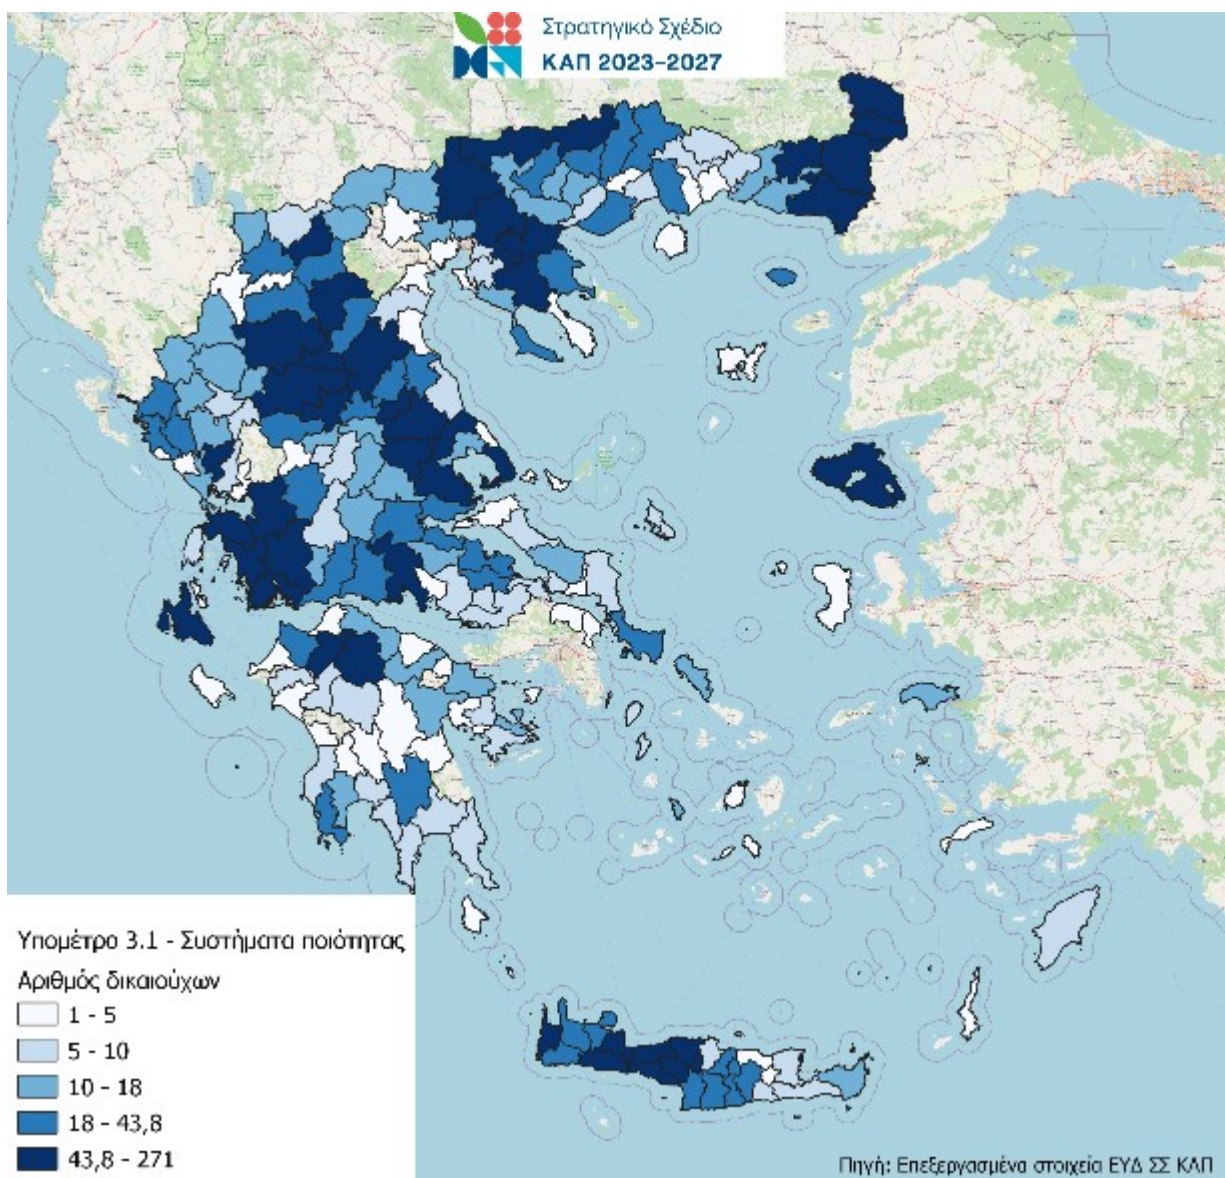 Στρατηγικό Σχέδιο
ΚΑΠ 2023-2027
Υπομέτρο 3.1 - Συστήματα ποιότητας
Αριθμός δικαιούχων
1 - 5
5 - 10
10 - 18
18 - 43,8
43,8 - 271
Πηγή: Επεξεργασμένα στοιχεία ΕΥΔ ΣΣ ΚΑΠ